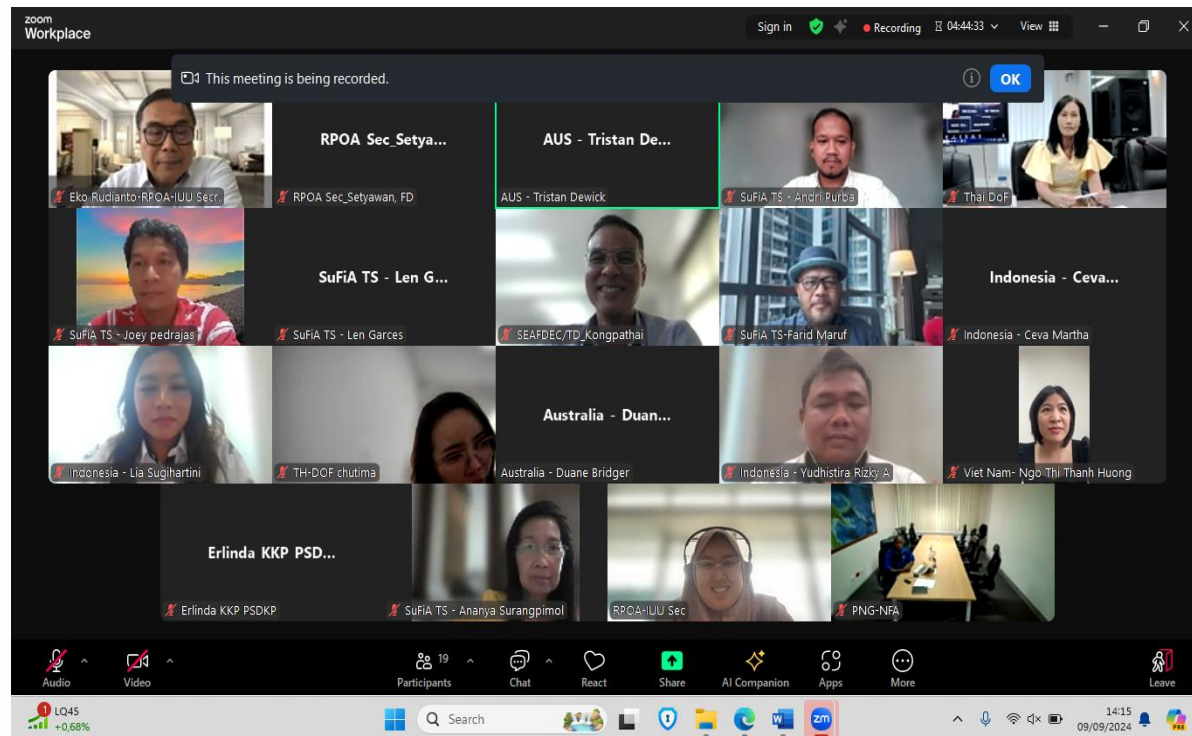 zoom
Workplace
Sign in
Recording
04:44:33
View
This meeting is being recorded.
OK
Eko Rudianto-RPOA-IUU Secr.
RPOA Sec_Setya...
RPOA Sec_Setyawan, FD
AUS - Tristan De...
AUS - Tristan Dewick
SuFiA TS - Andri Purba
Thai DoF
SuFiA TS - Joey pedrajas
SuFiA TS - Len G...
SuFiA TS - Len Garces
SEAFDEC/TD_Kongpathai
SuFiA TS-Farid Maruf
Indonesia - Ceva...
Indonesia - Ceva Martha
Indonesia - Lia Sugihartini
TH-DOF chutima
Australia - Duan...
Australia - Duane Bridger
Indonesia - Yudhistira Rizky A
Viet Nam- Ngo Thi Thanh Huong
Erlinda KKP PSD...
Erlinda KKP PSDKP
SuFiA TS - Ananya Surangpimol
RPOA-IUU Sec
PNG-NFA
Audio
Video
19
Participants
Chat
React
Share
AI Companion
Apps
More
Leave
1
LQ45
+0,68%
Search
zm
14:15
09/09/2024
PRE